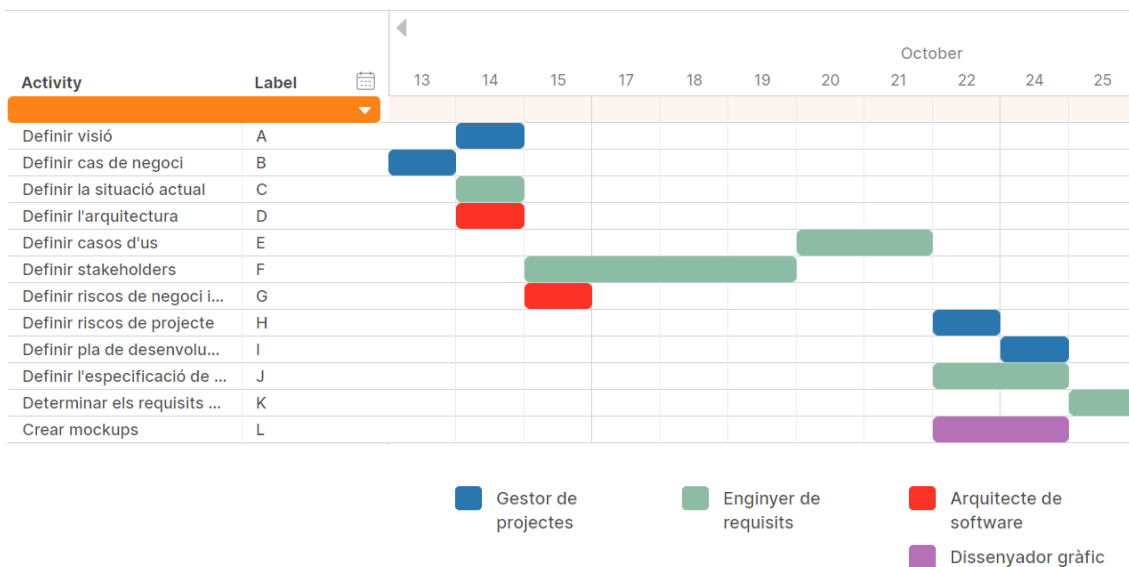 October
Activity Label 13 14 15 17 18 19 20 21 22 24 25
Definir visió A
Definir cas de negoci B
Definir la situació actual C
Definir l'arquitectura D
Definir casos d'us E
Definir stakeholders F
Definir riscos de negoci i... G
Definir riscos de projecte H
Definir pla de desenvolu... I
Definir l'especificació de ... J
Determinar els requisits ... K
Crear mockups L
Gestor de
projectes
Enginyer de
requisits
Arquitecte de
software
Dissenyador gràfic